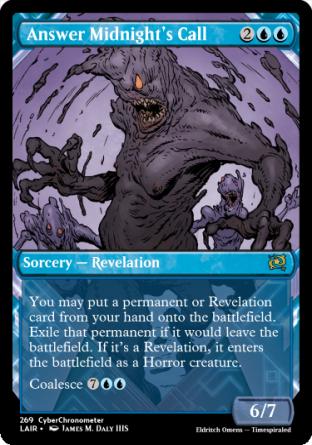 Answer Midnight's Call 2UU
Sorcery — Revelation
You may put a permanent or Revelation
card from your hand onto the battlefield.
Exile that permanent if it would leave the
battlefield. If it's a Revelation, it enters
the battlefield as a Horror creature.
Coalesce 7UU
6/7
269 CyberChronometer
LAIR • James M. Daly IIIS
Eldritch Omens — Timespiraled